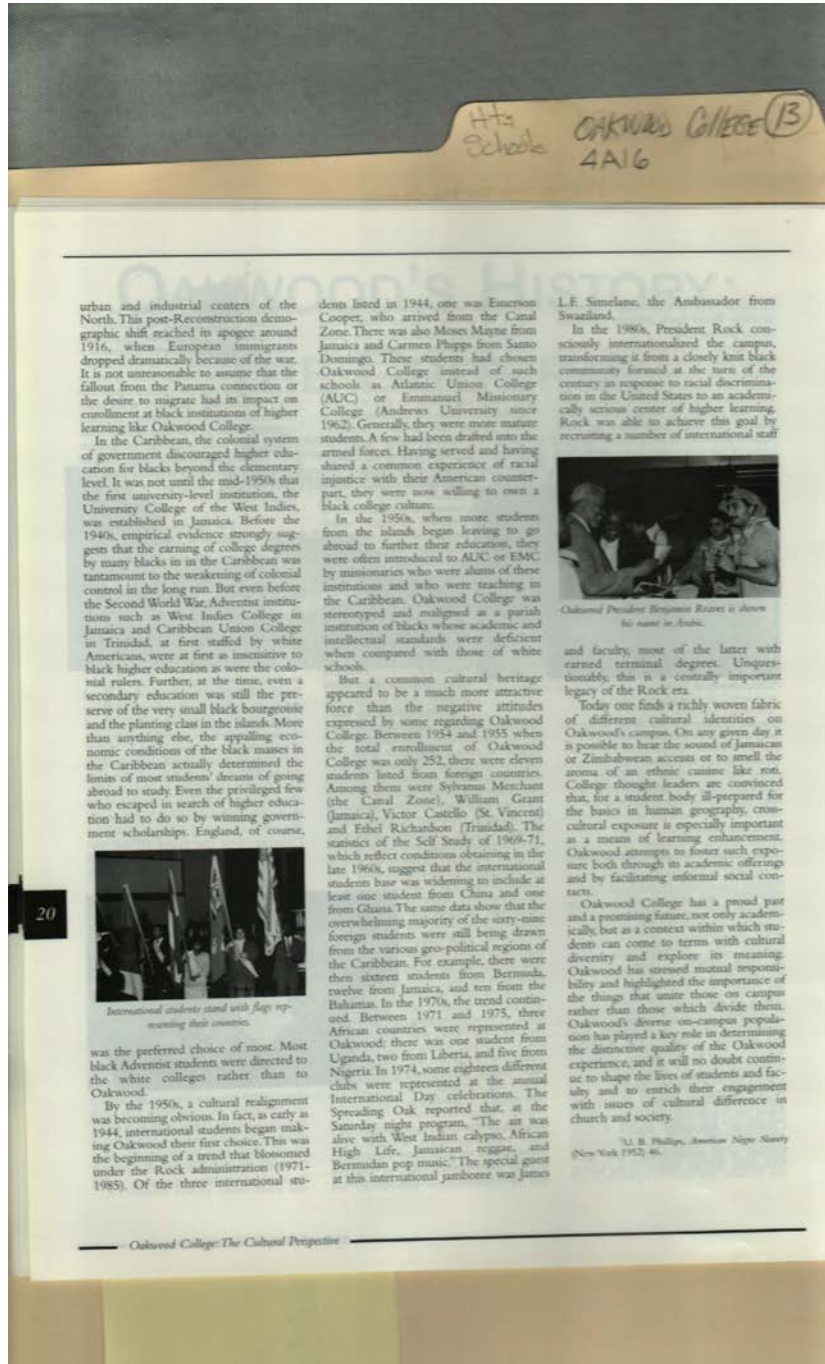 Hts
Schools
OAKWOOD COllEGE 13
4A16
OAKWOOD'S HISTORY:
urban and industrial centers of the
North. This post-Reconstruction demo-
graphic shift reached its apogee around
1916, when European immigrants
dropped dramatically because of the war.
It is not unreasonable to assume that the
fallout from the Panama connection or
the desire to migrate had its impact on
enrollment at black institutions of higher
learning like Oakwood College.
In the Caribbean, the colonial system
of government discouraged higher edu-
cation for blacks beyond the elementary
level. It was not until the mid-1950s that
the first university-level institution, the
University College of the West Indies,
was established in Jamaica. Before the
1940s, empirical evidence strongly sug-
gests that the earning of college degrees
by many blacks in in the Caribbean was
tantamount to the weakening of colonial
control in the long run. But even before
the Second World War, Adventist institu-
tions such as West Indies College in
Jamaica and Caribbean Union College
in Trinidad, at first staffed by white
Americans, were at first as insensitive to
black higher education as were the colo-
nial rulers. Further, at the time, even a
secondary education was still the pre-
serve of the very small black bourgeoisie
and the planting class in the islands. More
than anything else, the appalling eco-
nomic conditions of the black masses in
the Caribbean actually determined the
limits of most students' dreams of going
abroad to study. Even the privileged few
who escaped in search of higher educa-
tion had to do so by winning govern-
ment scholarships. England, of course,
20
International students stand with flags rep-
resenting their countries.
was the preferred choice of most. Most
black Adventist students were directed to
the white colleges rather than to
Oakwood.
By the 1950s, a cultural realignment
was becoming obvious. In fact, as early as
1944, international students began mak-
ing Oakwood their first choice. This was
the beginning of a trend that blossomed
under the Rock administration (1971-
1985). Of the three international stu-
dents listed in 1944, one was Emerson
Cooper, who arrived from the Canal
Zone. There was also Moses Mayne from
Jamaica and Carmen Phipps from Santo
Domingo. These students had chosen
Oakwood College instead of such
schools as Atlantic Union College
(AUC) or Emmanuel Missionary
College (Andrews University since
1962). Generally, they were more mature
students. A few had been drafted into the
armed forces. Having served and having
shared a common experience of racial
injustice with their American counter-
part, they were now willing to own a
black college culture.
In the 1950s, when more students
from the islands began leaving to go
abroad to further their education, they
were often introduced to AUC or EMC
by missionaries who were alums of these
institutions and who were teaching in
the Caribbean. Oakwood College was
stereotyped and maligned as a pariah
institution of blacks whose academic and
intellectual standards were deficient
when compared with those of white
schools.
But a common cultural heritage
appeared to be a much more attractive
force than the negative attitudes
expressed by some regarding Oakwood
College. Between 1954 and 1955 when
the total enrollment of Oakwood
College was only 252, there were eleven
students listed from foreign countries.
Among them were Sylvanus Merchant
(the Canal Zone), William Grant
(Jamaica), Victor Castello (St. Vincent)
and Ethel Richardson (Trinidad). The
statistics of the Self Study of 1969-71,
which reflect conditions obtaining in the
late 1960s, suggest that the international
students base was widening to include at
least one student from China and one
from Ghana. The same data show that the
overwhelming majority of the sixty-nine
foreign students were still being drawn
from the various geo-political regions of
the Caribbean. For example, there were
then sixteen students from Bermuda,
twelve from Jamaica, and ten from the
Bahamas. In the 1970s, the trend contin-
ued. Between 1971 and 1975, three
African countries were represented at
Oakwood: there was one student from
Uganda, two from Liberia, and five from
Nigeria. In 1974, some eighteen different
clubs were represented at the annual
International Day celebrations. The
Spreading Oak reported that, at the
Saturday night program, "The air was
alive with West Indian calypso, African
High Life, Jamaican reggae, and
Bermudan pop music." The special guest
at this international jamboree was James
L.F. Simelane, the Ambassador from
Swaziland.
In the 1980s, President Rock con-
sciously internationalized the campus,
transforming it from a closely knit black
community formed at the turn of the
century in response to racial discrimina-
tion in the United States to an academi-
cally serious center of higher learning.
Rock was able to achieve this goal by
recruiting a number of international staff
Oakwood President Benjamin Reaves is shown
his name in Arabic.
and faculty, most of the latter with
earned terminal degrees. Unques-
tionably, this is a centrally important
legacy of the Rock era.
Today one finds a richly woven fabric
of different cultural identities on
Oakwood's campus. On any given day it
is possible to hear the sound of Jamaican
or Zimbabwean accents or to smell the
aroma of an ethnic cuisine like roti.
College thought leaders are convinced
that, for a student body ill-prepared for
the basics in human geography, cross-
cultural exposure is especially important
as a means of learning enhancement.
Oakwood attempts to foster such expo-
sure both through its academic offerings
and by facilitating informal social con-
tacts.
Oakwood College has a proud past
and a promising future, not only academ-
ically, but as a context within which stu-
dents can come to terms with cultural
diversity and explore its meaning.
Oakwood has stressed mutual responsi-
bility and highlighted the importance of
the things that unite those on campus
rather than those which divide them.
Oakwood's diverse on-campus popula-
tion has played a key role in determining
the distinctive quality of the Oakwood
experience, and it will no doubt contin-
ue to shape the lives of students and fac-
ulty and to enrich their engagement
with issues of cultural difference in
church and society.
U. B. Phillips, American Negro Slavery
(New York 1952) 46.
Oakwood College: The Cultural Perspective